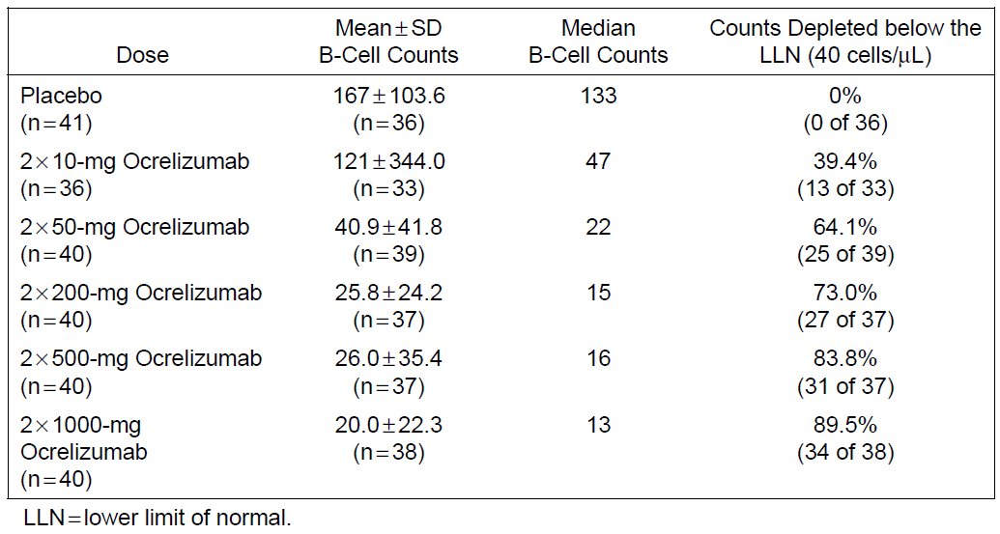 Dose Mean±SD B-Cell Counts Median B-Cell Counts Counts Depleted below the LLN (40 cells/μL)
Placebo 167±103.6 133 0%
(n=41) (n=36) (0 of 36)
2×10-mg Ocrelizumab 121±344.0 47 39.4%
(n=36) (n=33) (13 of 33)
2×50-mg Ocrelizumab 40.9±41.8 22 64.1%
(n=40) (n=39) (25 of 39)
2×200-mg Ocrelizumab 25.8±24.2 15 73.0%
(n=40) (n=37) (27 of 37)
2×500-mg Ocrelizumab 26.0±35.4 16 83.8%
(n=40) (n=37) (31 of 37)
2×1000-mg 20.0±22.3 13 89.5%
Ocrelizumab (n=38) (34 of 38)
(n=40)
LLN=lower limit of normal.